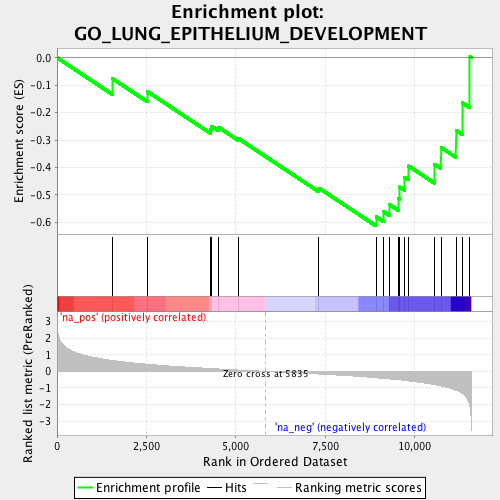 Enrichment plot:
GO_LUNG_EPITHELIUM_DEVELOPMENT
Enrichment score (ES)
0.0
-0.1
-0.2
-0.3
-0.4
-0.5
-0.6
'na_pos' (positively correlated)
Ranked list metric (PreRanked)
3
2
1
0
-1
-2
-3
Zero cross at 5835
'na_neg' (negatively correlated)
0
2,500
5,000
7,500
10,000
Rank in Ordered Dataset
Enrichment profile
Hits
Ranking metric scores